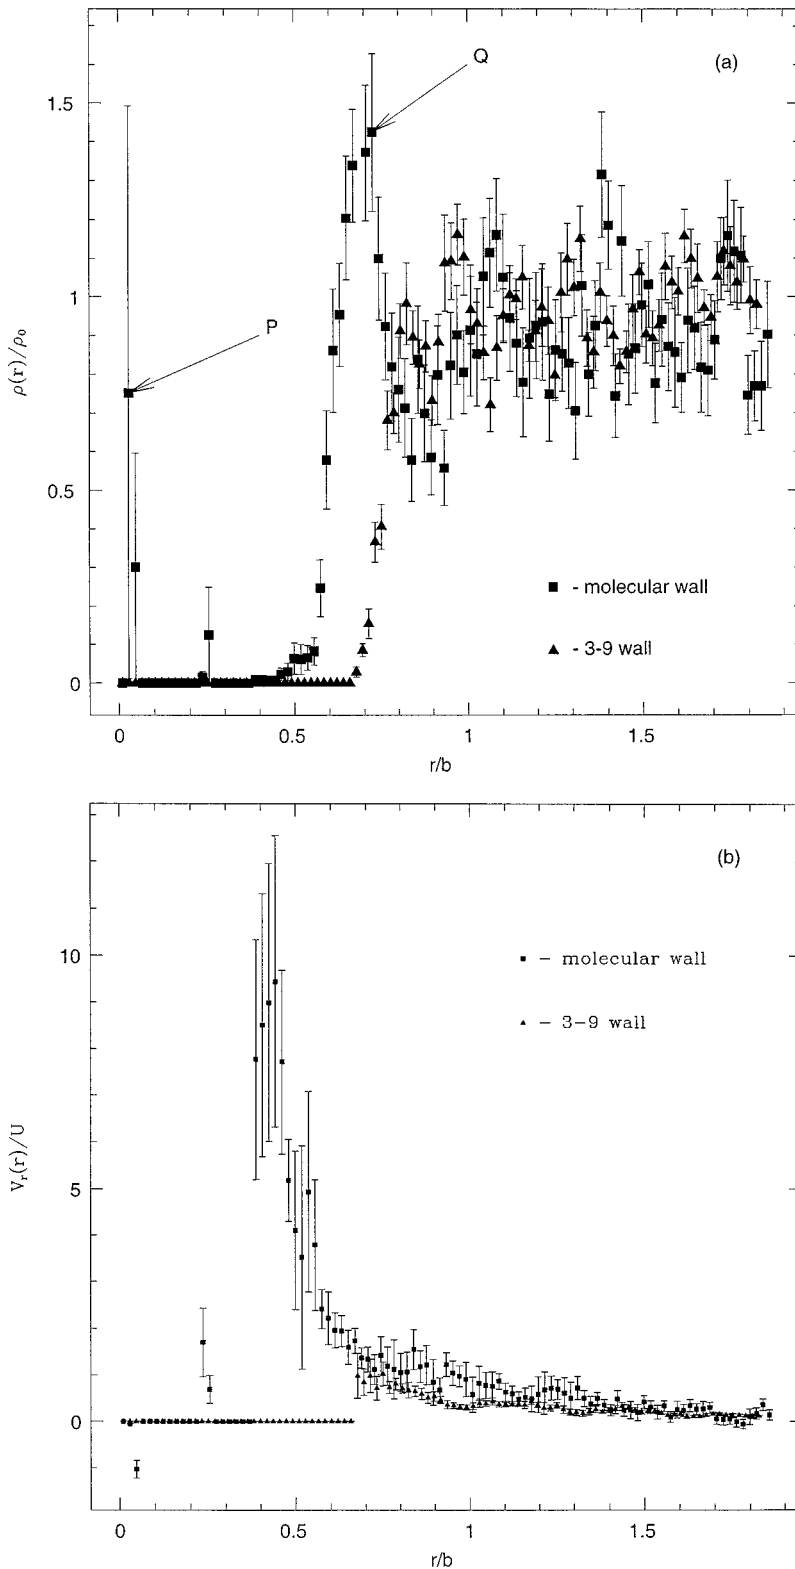 (a)
Q
P
1.5
1
0.5
0
ρ(r)/ρ₀
- molecular wall
- 3-9 wall
0 0.5 1 1.5
r/b
(b)
10
5
0
Vᵣ(r)/U
– molecular wall
– 3–9 wall
0 0.5 1 1.5
r/b